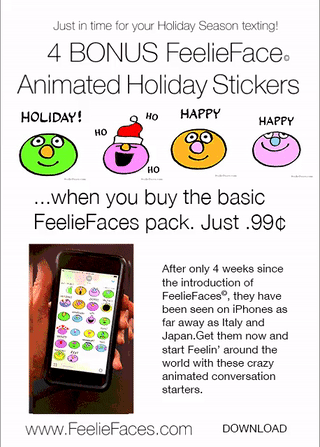 Just in time for your Holiday Season texting!
4 BONUS FeelieFace©
Animated Holiday Stickers
HOLIDAY!
HO
HO
HO
HAPPY
HAPPY
...when you buy the basic
FeelieFaces pack. Just .99¢
After only 4 weeks since
the introduction of
FeelieFaces©, they have
been seen on iPhones as
far away as Italy and
Japan.Get them now and
start Feelin' around the
world with these crazy
animated conversation
starters.
www.FeelieFaces.com
DOWNLOAD